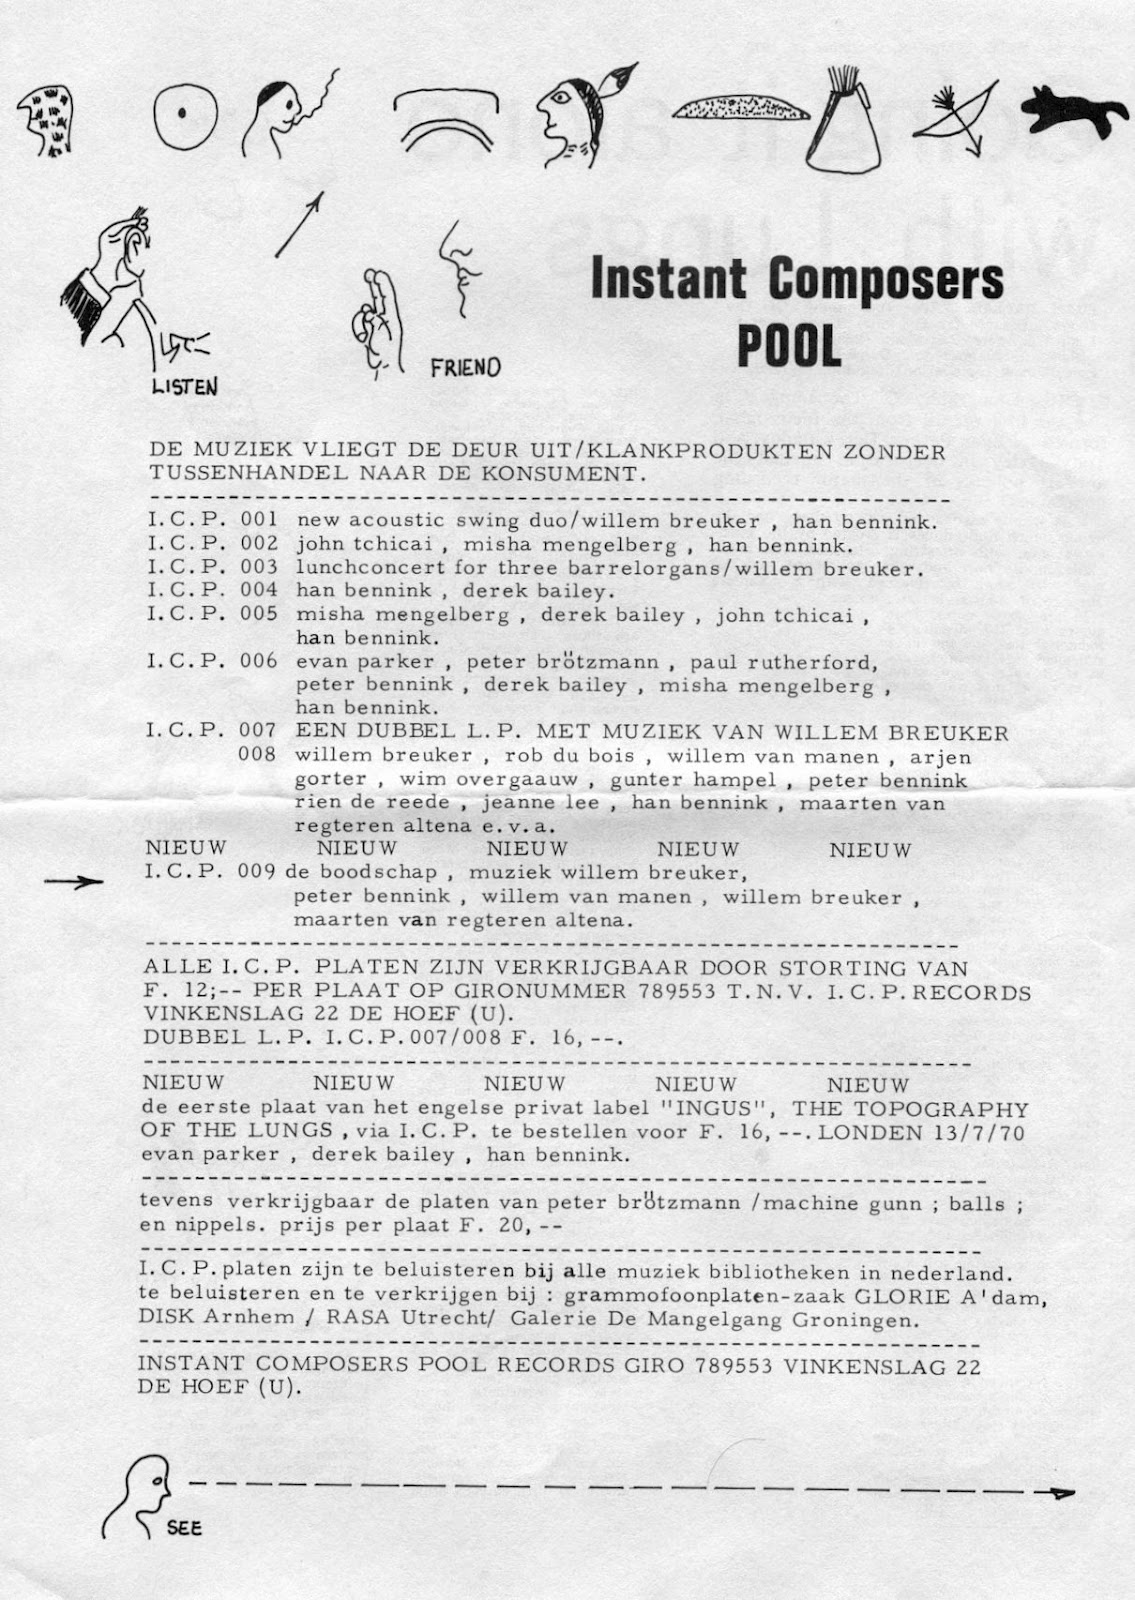 Instant Composers
POOL
LISTEN
FRIEND
DE MUZIEK VLIEGT DE DEUR UIT/KLANKPRODUKTEN ZONDER
TUSSENHANDEL NAAR DE KONSUMENT.
I.C.P. 001 new acoustic swing duo/willem breuker , han bennink.
I.C.P. 002 john tchicai , misha mengelberg , han bennink.
I.C.P. 003 lunchconcert for three barrelorgans/willem breuker.
I.C.P. 004 han bennink , derek bailey.
I.C.P. 005 misha mengelberg , derek bailey , john tchicai ,
han bennink.
I.C.P. 006 evan parker , peter brötzmann , paul rutherford,
peter bennink , derek bailey , misha mengelberg ,
han bennink.
I.C.P. 007 EEN DUBBEL L.P. MET MUZIEK VAN WILLEM BREUKER
008 willem breuker , rob du bois , willem van manen , arjen
gorter , wim overgaauw , gunter hampel , peter bennink
rien de reede , jeanne lee , han bennink , maarten van
regteren altena e.v.a.
NIEUW NIEUW NIEUW NIEUW NIEUW
I.C.P. 009 de boodschap , muziek willem breuker,
peter bennink , willem van manen , willem breuker ,
maarten van regteren altena.
ALLE I.C.P. PLATEN ZIJN VERKRIJGBAAR DOOR STORTING VAN
F. 12;-- PER PLAAT OP GIRONUMMER 789553 T.N.V. I.C.P.RECORDS
VINKENSLAG 22 DE HOEF (U).
DUBBEL L.P. I.C.P.007/008 F. 16,--.
NIEUW NIEUW NIEUW NIEUW NIEUW
de eerste plaat van het engelse privat label "INGUS", THE TOPOGRAPHY
OF THE LUNGS , via I.C.P. te bestellen voor F. 16,--. LONDEN 13/7/70
evan parker , derek bailey , han bennink.
tevens verkrijgbaar de platen van peter brötzmann /machine gunn ; balls ;
en nippels. prijs per plaat F. 20,--
I.C.P. platen zijn te beluisteren bij alle muziek bibliotheken in nederland.
te beluisteren en te verkrijgen bij : grammofoonplaten-zaak GLORIE A'dam,
DISK Arnhem / RASA Utrecht/ Galerie De Mangelgang Groningen.
INSTANT COMPOSERS POOL RECORDS GIRO 789553 VINKENSLAG 22
DE HOEF (U).
SEE